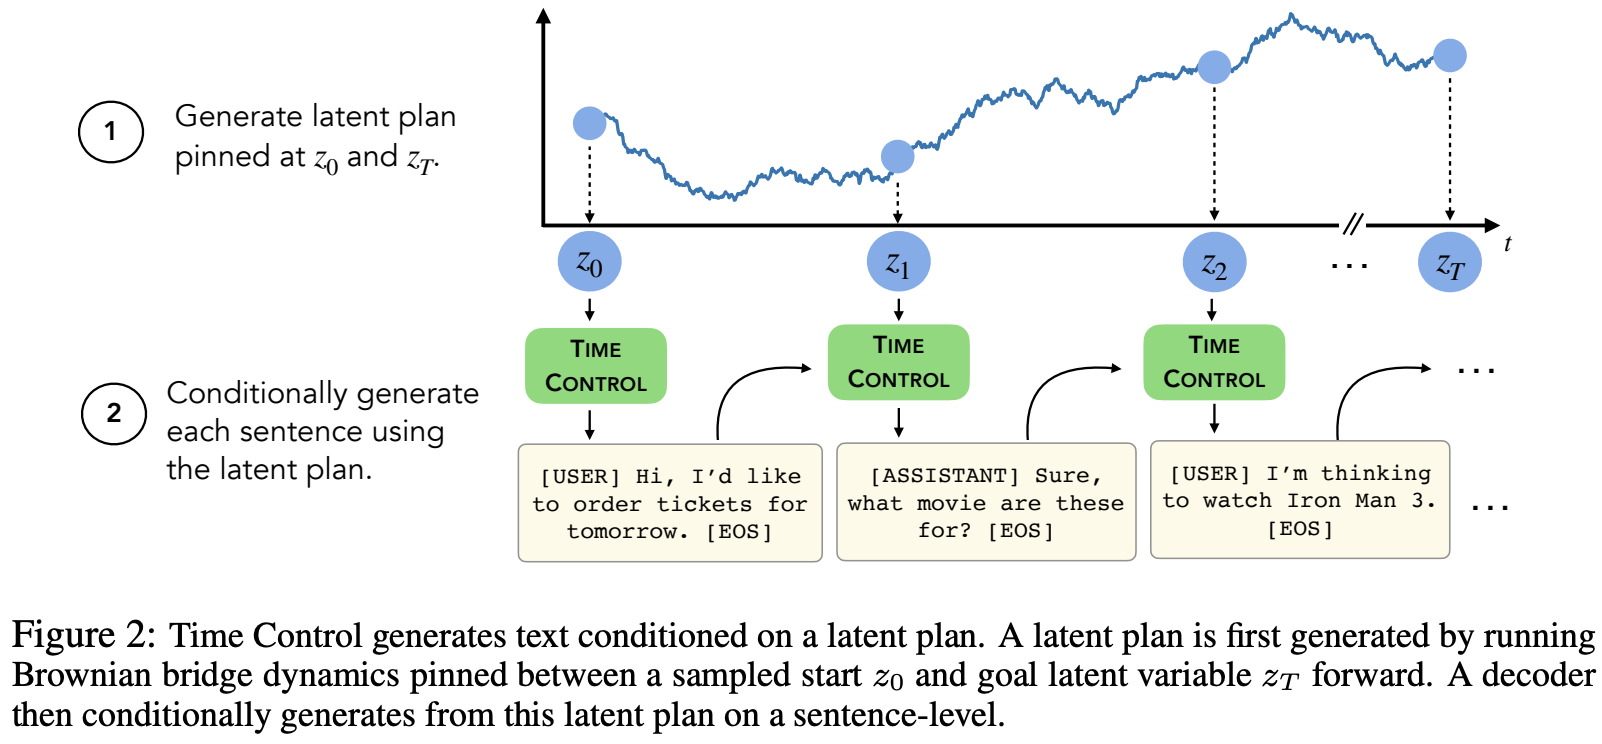 1
Generate latent plan
pinned at z0 and zT.
t
z0
z1
z2
. . .
zT
TIME
CONTROL
TIME
CONTROL
TIME
CONTROL
. . .
2
Conditionally generate
each sentence using
the latent plan.
[USER] Hi, I'd like
to order tickets for
tomorrow. [EOS]
[ASSISTANT] Sure,
what movie are these
for? [EOS]
[USER] I'm thinking
to watch Iron Man 3.
[EOS]
. . .
Figure 2: Time Control generates text conditioned on a latent plan. A latent plan is first generated by running
Brownian bridge dynamics pinned between a sampled start z0 and goal latent variable zT forward. A decoder
then conditionally generates from this latent plan on a sentence-level.